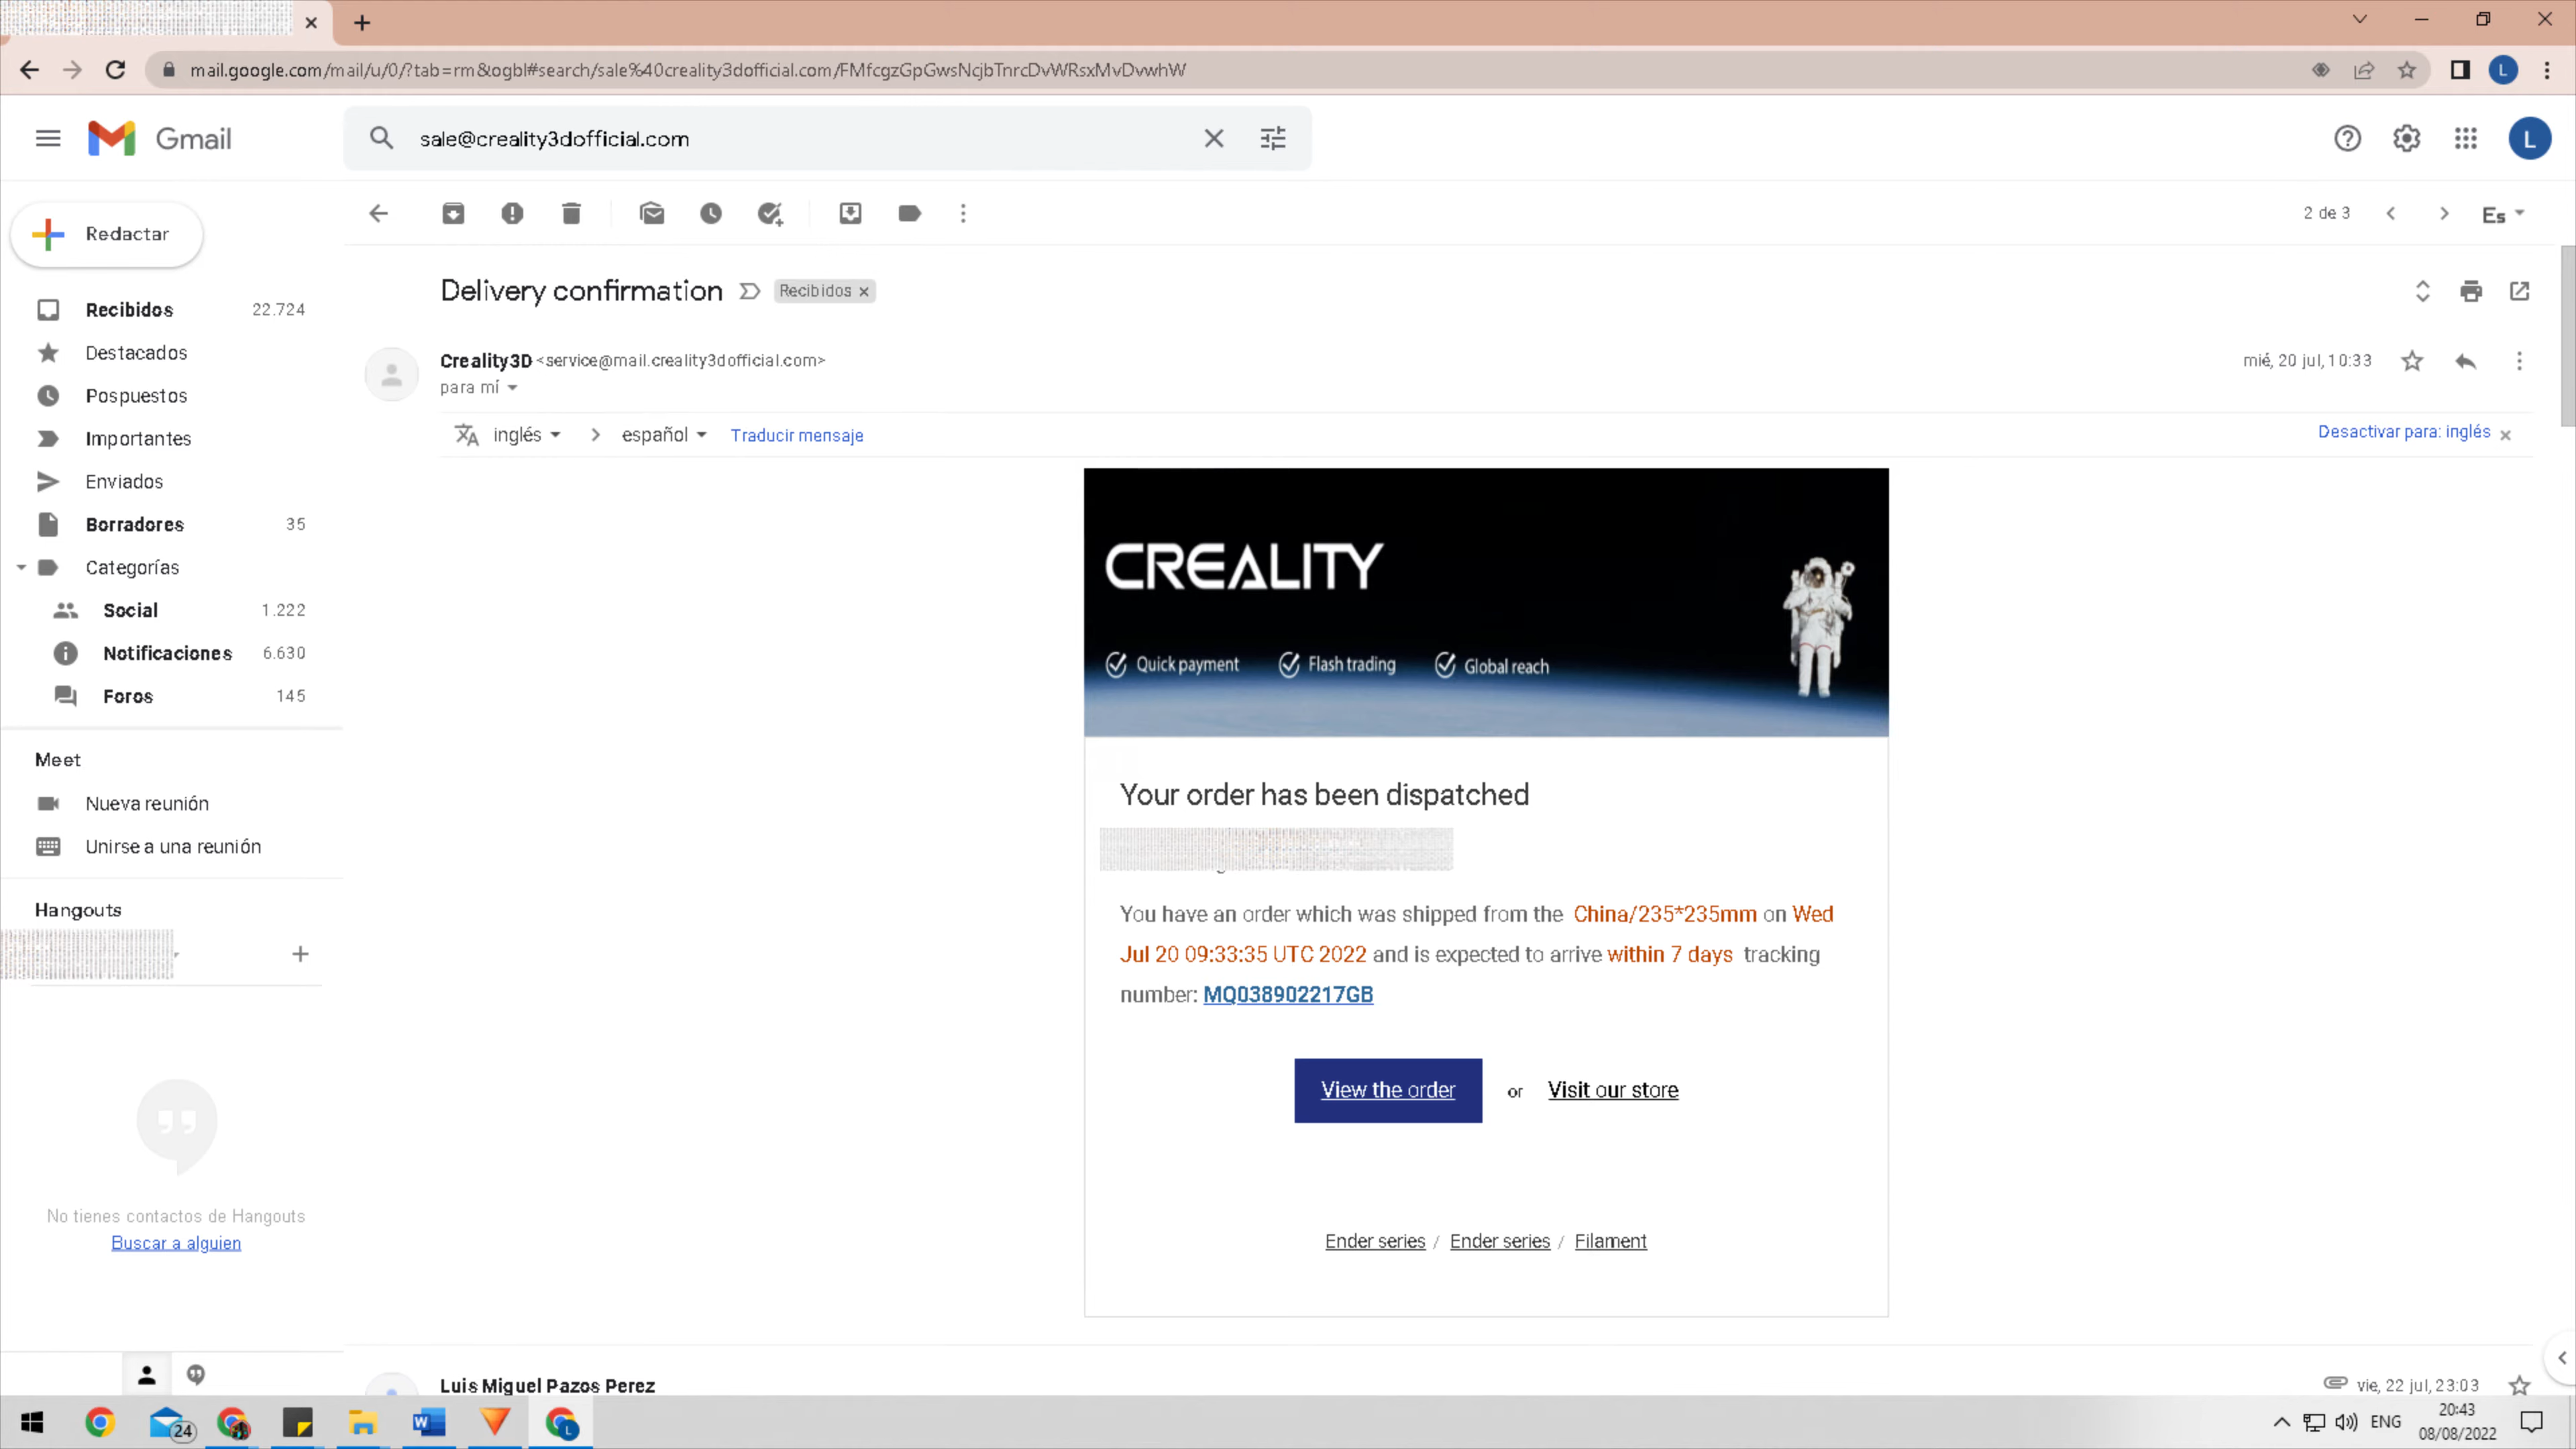 mail.google.com/mail/u/0/?tab=rm&ogbl#search/sale%40creality3dofficial.com/FMfcgzGpGwsNcjbTnrcDvWRsxMvDvwhW
L
Gmail
sale@creality3dofficial.com
L
Redactar
2 de 3
Es
Recibidos 22.724
Destacados
Pospuestos
Importantes
Enviados
Borradores 35
Categorías
Social 1.222
Notificaciones 6.630
Foros 145
Meet
Nueva reunión
Unirse a una reunión
Hangouts
No tienes contactos de Hangouts
Buscar a alguien
Delivery confirmation Recibidos
Creality3D <service@mail.creality3dofficial.com> mié, 20 jul, 10:33
para mí
inglés español Traducir mensaje Desactivar para: inglés
CREALITY
Quick payment Flash trading Global reach
Your order has been dispatched
You have an order which was shipped from the China/235*235mm on Wed
Jul 20 09:33:35 UTC 2022 and is expected to arrive within 7 days tracking
number: MQ038902217GB
View the order or Visit our store
Ender series / Ender series / Filament
Luis Miguel Pazos Perez vie, 22 jul, 23:03
24
W
L
ENG
20:43
08/08/2022